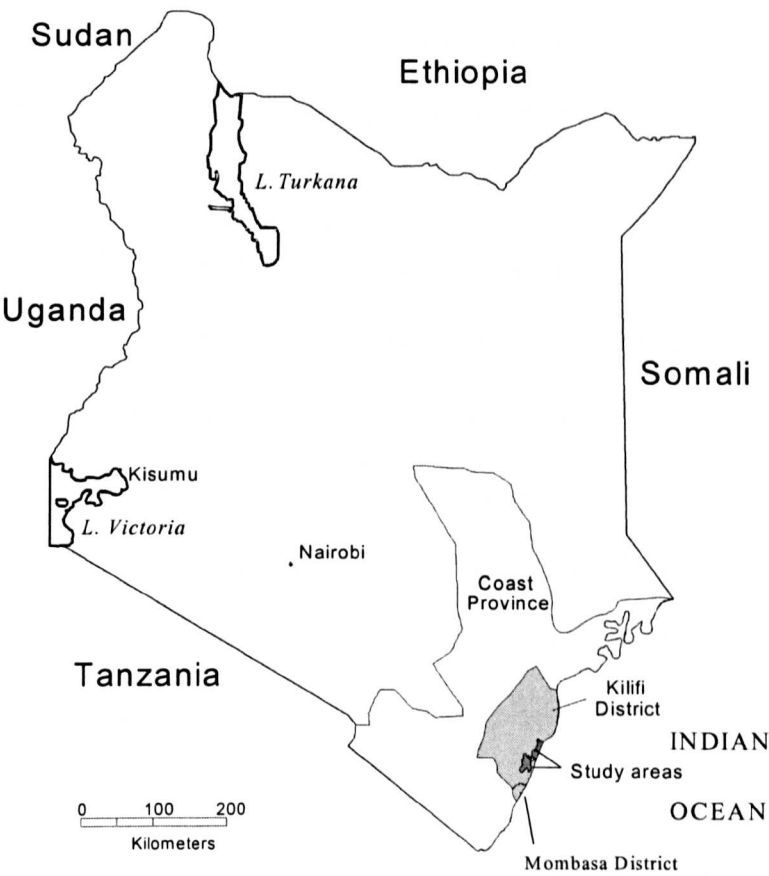 Sudan
Ethiopia
L. Turkana
Uganda
Somali
Kisumu
L. Victoria
Nairobi
Coast
Province
Tanzania
Kilifi
District
INDIAN
Study areas
OCEAN
0 100 200
Kilometers
Mombasa District